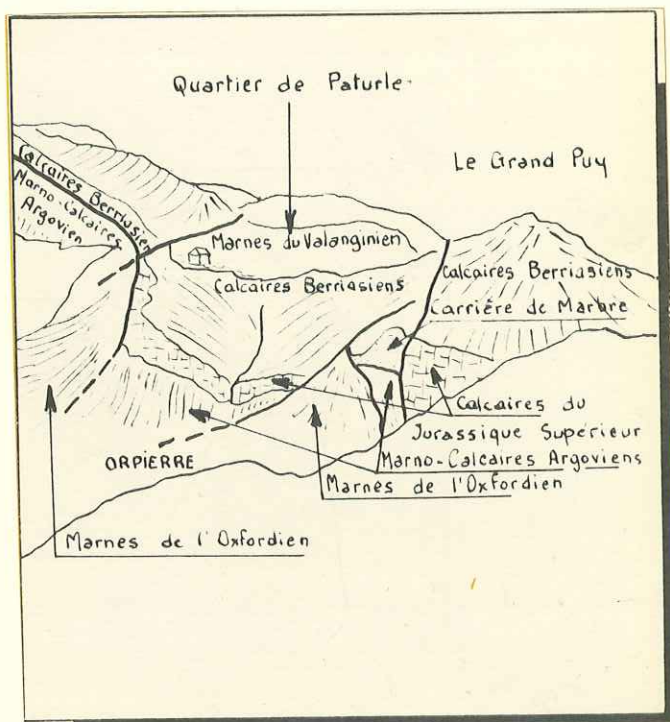 Quartier de Paturle
Le Grand Puy
Calcaires Berriasien
Marno-Calcaires
Argovien
Marnes du Valanginien
Calcaires Berriasiens
Calcaires Berriasiens
Carrière de Marbre
Calcaires du
Jurassique Supérieur
ORPIERRE
Marno-Calcaires Argoviens
Marnes de l'Oxfordien
Marnes de l'Oxfordien